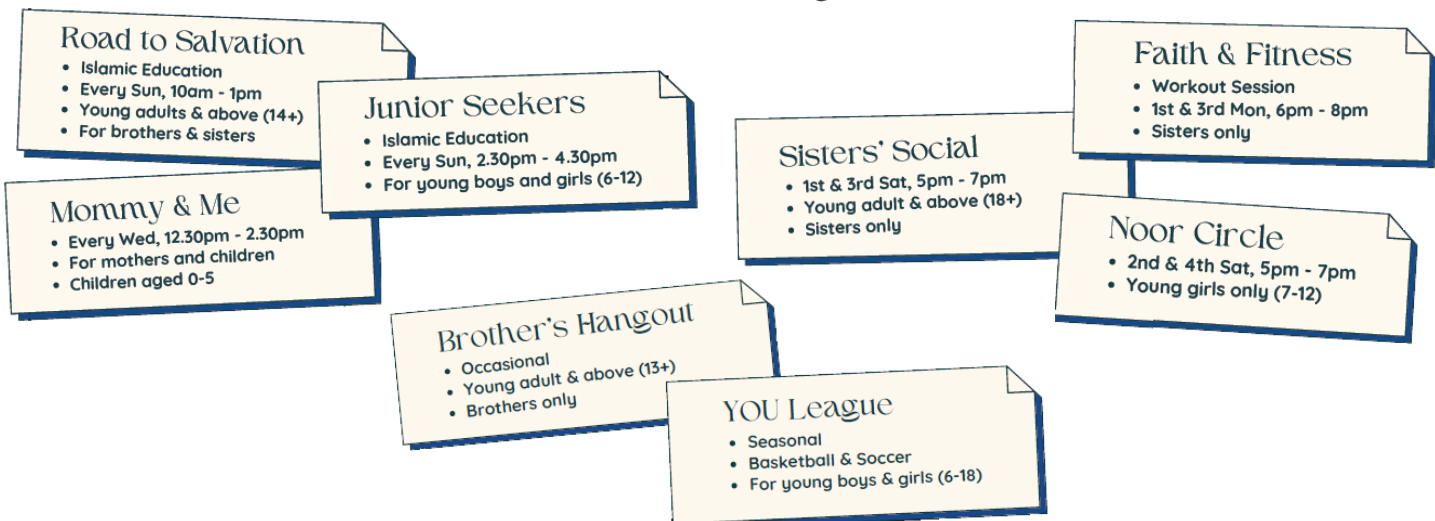 Road to Salvation
• Islamic Education
• Every Sun, 10am - 1pm
• Young adults & above (14+)
• For brothers & sisters
Junior Seekers
• Islamic Education
• Every Sun, 2.30pm - 4.30pm
• For young boys and girls (6-12)
Mommy & Me
• Every Wed, 12.30pm - 2.30pm
• For mothers and children
• Children aged 0-5
Faith & Fitness
• Workout Session
• 1st & 3rd Mon, 6pm - 8pm
• Sisters only
Sisters' Social
• 1st & 3rd Sat, 5pm - 7pm
• Young adult & above (18+)
• Sisters only
Noor Circle
• 2nd & 4th Sat, 5pm - 7pm
• Young girls only (7-12)
Brother's Hangout
• Occasional
• Young adult & above (13+)
• Brothers only
YOU League
• Seasonal
• Basketball & Soccer
• For young boys & girls (6-18)